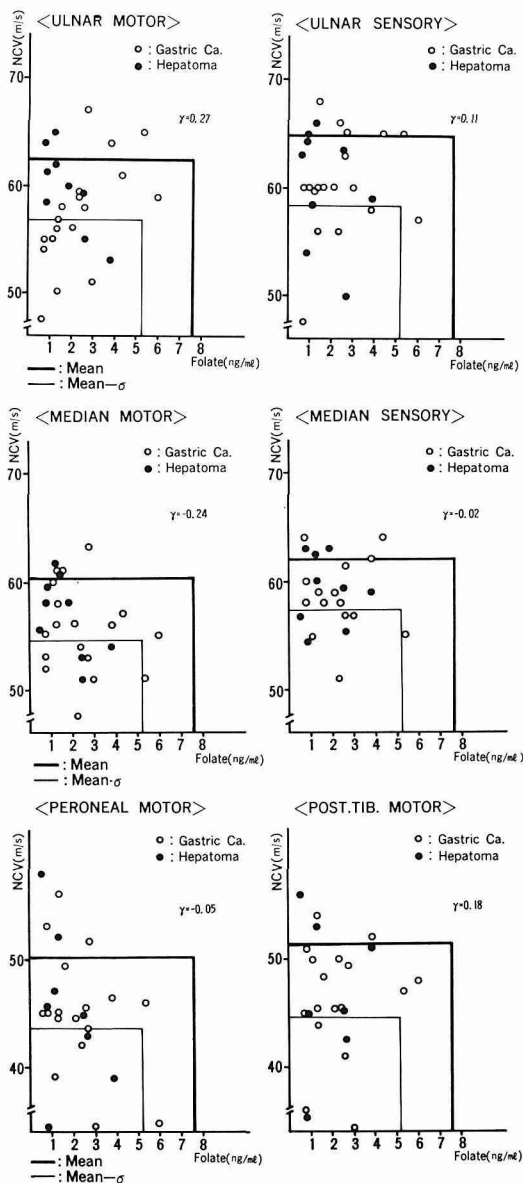 <ULNAR MOTOR>
NCV(m/s)
○ : Gastric Ca.
● : Hepatoma
γ=0.27
70
60
50
1 2 3 4 5 6 7 8
Folate(ng/mℓ)
: Mean
: Mean—σ
<ULNAR SENSORY>
NCV(m/s)
○ : Gastric Ca.
● : Hepatoma
γ=0.11
70
60
50
1 2 3 4 5 6 7 8
Folate(ng/mℓ)
<MEDIAN MOTOR>
NCV(m/s)
○ : Gastric Ca.
● : Hepatoma
γ=-0.24
70
60
50
1 2 3 4 5 6 7 8
Folate(ng/mℓ)
: Mean
: Mean-σ
<MEDIAN SENSORY>
NCV(m/s)
○ : Gastric Ca.
● : Hepatoma
γ=-0.02
70
60
50
1 2 3 4 5 6 7 8
Folate(ng/mℓ)
<PERONEAL MOTOR>
NCV(m/s)
○ : Gastric Ca.
● : Hepatoma
γ=-0.05
50
40
1 2 3 4 5 6 7 8
Folate(ng/mℓ)
: Mean
: Mean—σ
<POST.TIB. MOTOR>
NCV(m/s)
○ : Gastric Ca.
● : Hepatoma
γ=0.18
50
40
1 2 3 4 5 6 7 8
Folate(ng/mℓ)